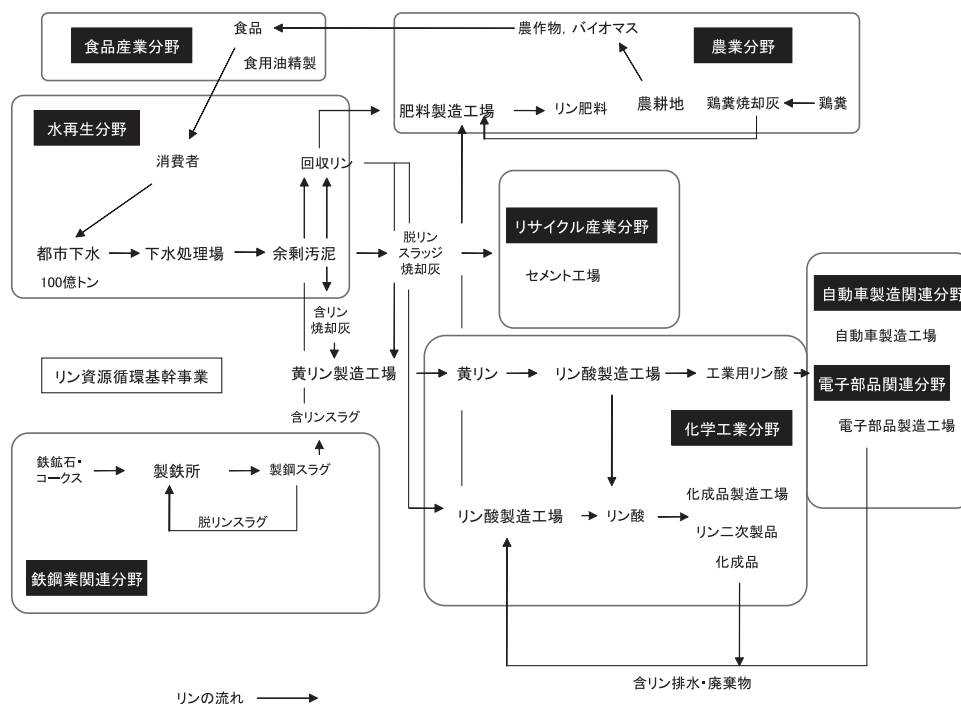 食品産業分野
食品
食用油精製
農作物，バイオマス
農業分野
肥料製造工場
リン肥料
農耕地
鶏糞焼却灰
鶏糞
水再生分野
消費者
回収リン
都市下水
100億トン
下水処理場
余剰汚泥
脱リン
スラッジ
焼却灰
含リン
焼却灰
リサイクル産業分野
セメント工場
自動車製造関連分野
自動車製造工場
電子部品関連分野
電子部品製造工場
リン資源循環基幹事業
黄リン製造工場
黄リン
リン酸製造工場
工業用リン酸
化学工業分野
含リンスラグ
鉄鉱石・
コークス
製鉄所
製鋼スラグ
脱リンスラグ
鉄鋼業関連分野
リン酸製造工場
リン酸
化成品製造工場
リン二次製品
化成品
含リン排水・廃棄物
リンの流れ